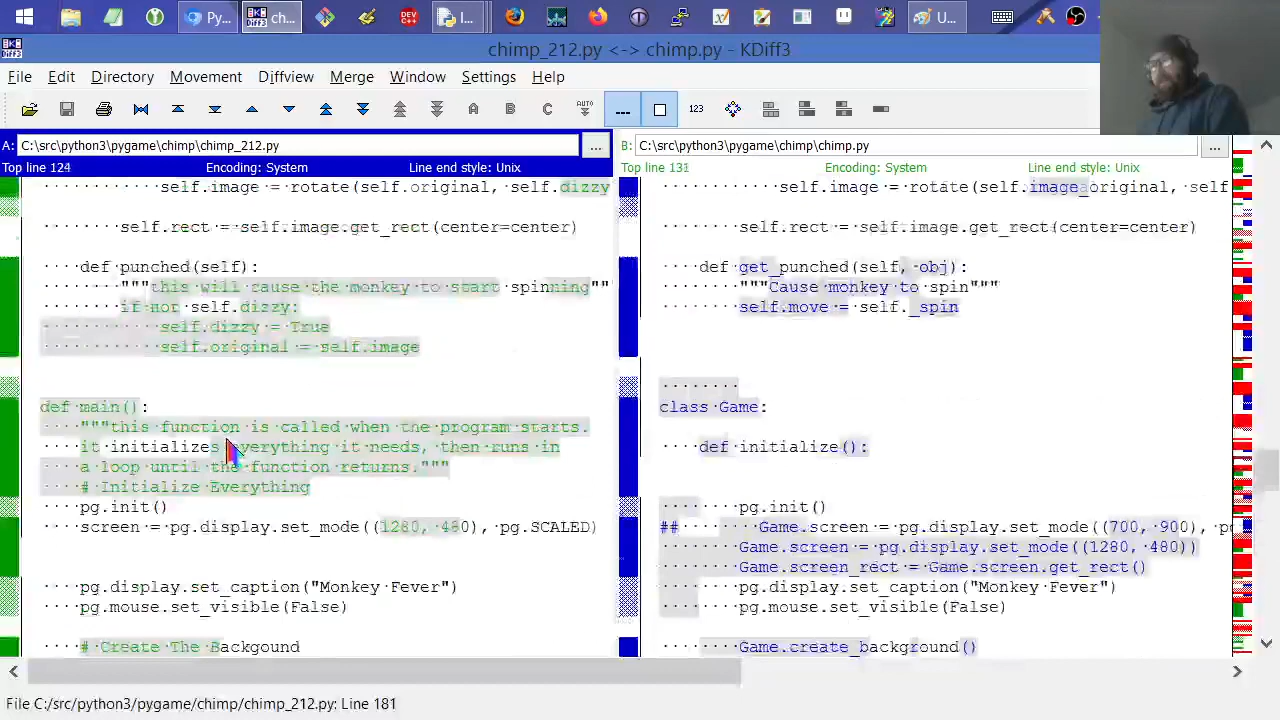 Py...
ch...
DEV C++
I...
U...
chimp_212.py <-> chimp.py - KDiff3
File Edit Directory Movement Diffview Merge Window Settings Help
A B C AUTO 123
A: C:\src\python3\pygame\chimp\chimp_212.py ...
Top line 124 Encoding: System Line end style: Unix
self.image = rotate(self.original, self.dizzy
self.rect = self.image.get_rect(center=center)
def punched(self):
"""this will cause the monkey to start spinning""
if not self.dizzy:
self.dizzy = True
self.original = self.image
def main():
"""this function is called when the program starts.
it initializes everything it needs, then runs in
a loop until the function returns."""
# Initialize Everything
pg.init()
screen = pg.display.set_mode((1280, 480), pg.SCALED)
pg.display.set_caption("Monkey Fever")
pg.mouse.set_visible(False)
# Create The Backgound
B: C:\src\python3\pygame\chimp\chimp.py ...
Top line 131 Encoding: System Line end style: Unix
self.image = rotate(self.image_original, self
self.rect = self.image.get_rect(center=center)
def get_punched(self, obj):
"""Cause monkey to spin"""
self.move = self._spin
class Game:
def initialize():
pg.init()
## Game.screen = pg.display.set_mode((700, 900), p
Game.screen = pg.display.set_mode((1280, 480))
Game.screen_rect = Game.screen.get_rect()
pg.display.set_caption("Monkey Fever")
pg.mouse.set_visible(False)
Game.create_background()
File C:/src/python3/pygame/chimp/chimp_212.py: Line 181